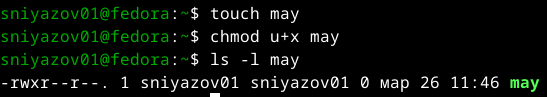 sniyazov01@fedora:~$ touch may
sniyazov01@fedora:~$ chmod u+x may
sniyazov01@fedora:~$ ls -l may
-rwxr--r--. 1 sniyazov01 sniyazov01 0 мар 26 11:46 may